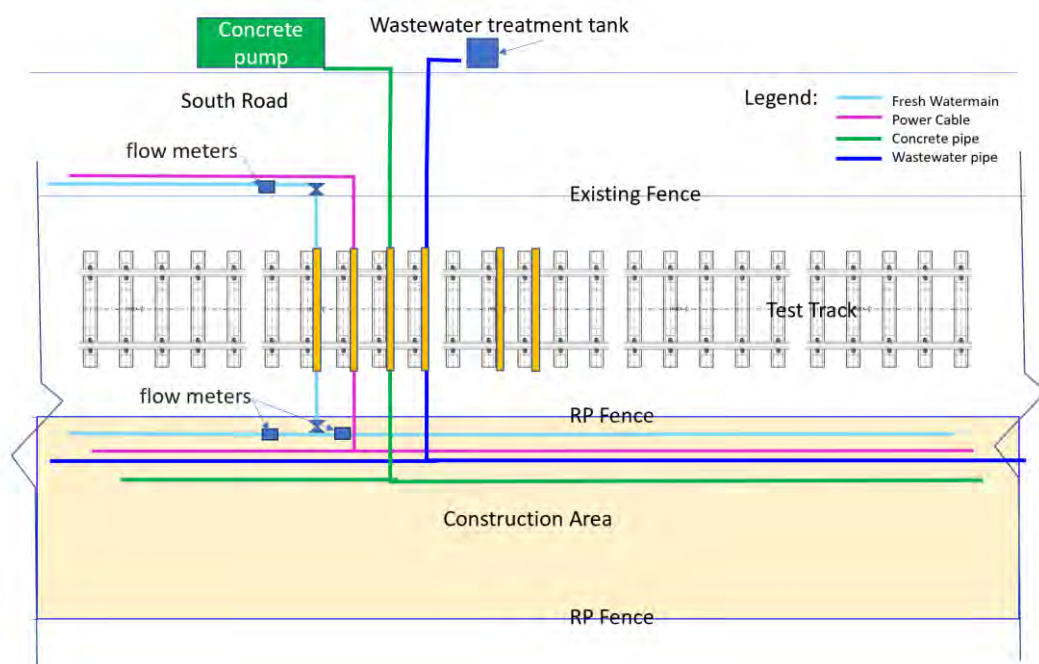 Concrete
pump
Wastewater treatment tank
South Road
Legend:
Fresh Watermain
Power Cable
Concrete pipe
Wastewater pipe
flow meters
Existing Fence
Test Track
flow meters
RP Fence
Construction Area
RP Fence